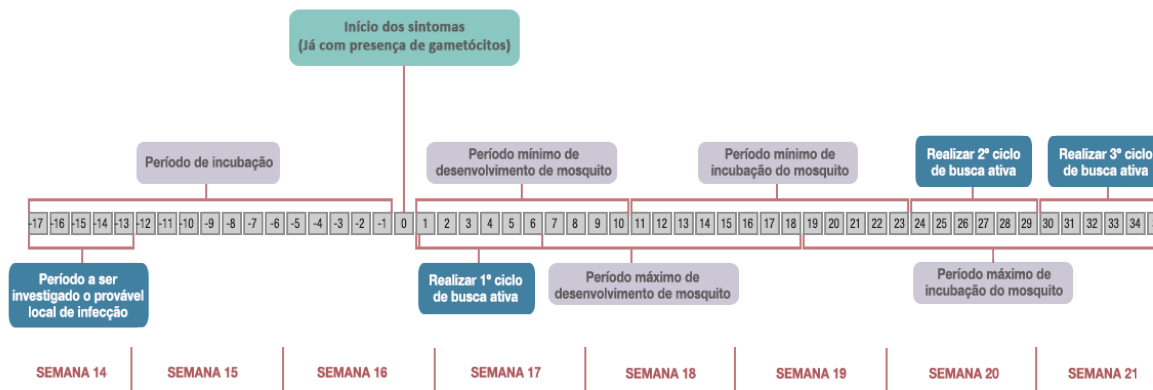 Início dos sintomas
(Já com presença de gametócitos)
Período de incubação
Período mínimo de
desenvolvimento de mosquito
Período mínimo de
incubação do mosquito
Realizar 2º ciclo
de busca ativa
Realizar 3º ciclo
de busca ativa
-17 -16 -15 -14 -13 -12 -11 -10 -9 -8 -7 -6 -5 -4 -3 -2 -1 0 1 2 3 4 5 6 7 8 9 10 11 12 13 14 15 16 17 18 19 20 21 22 23 24 25 26 27 28 29 30 31 32 33 34
Período a ser
investigado o provável
local de infecção
Realizar 1º ciclo
de busca ativa
Período máximo de
desenvolvimento de mosquito
Período máximo de
incubação do mosquito
SEMANA 14 SEMANA 15 SEMANA 16 SEMANA 17 SEMANA 18 SEMANA 19 SEMANA 20 SEMANA 21